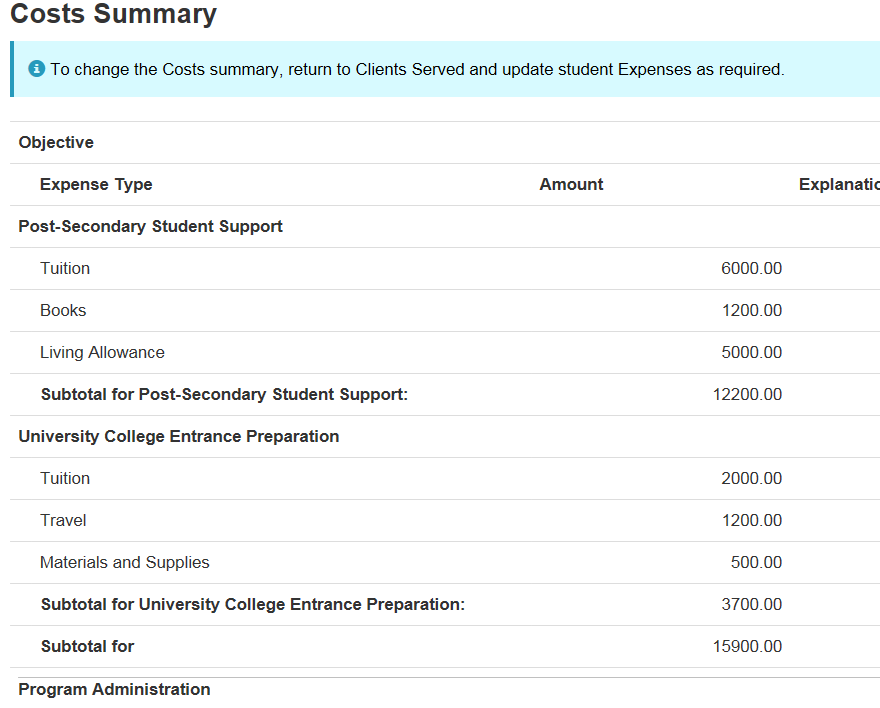 Costs Summary
To change the Costs summary, return to Clients Served and update student Expenses as required.
Objective
Expense Type Amount Explanatio
Post-Secondary Student Support
Tuition 6000.00
Books 1200.00
Living Allowance 5000.00
Subtotal for Post-Secondary Student Support: 12200.00
University College Entrance Preparation
Tuition 2000.00
Travel 1200.00
Materials and Supplies 500.00
Subtotal for University College Entrance Preparation: 3700.00
Subtotal for 15900.00
Program Administration